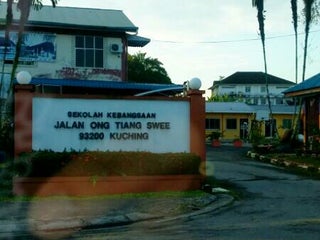 SEKOLAH KEBANGSAAN
JALAN ONG TIANG SWEE
93200 KUCHING